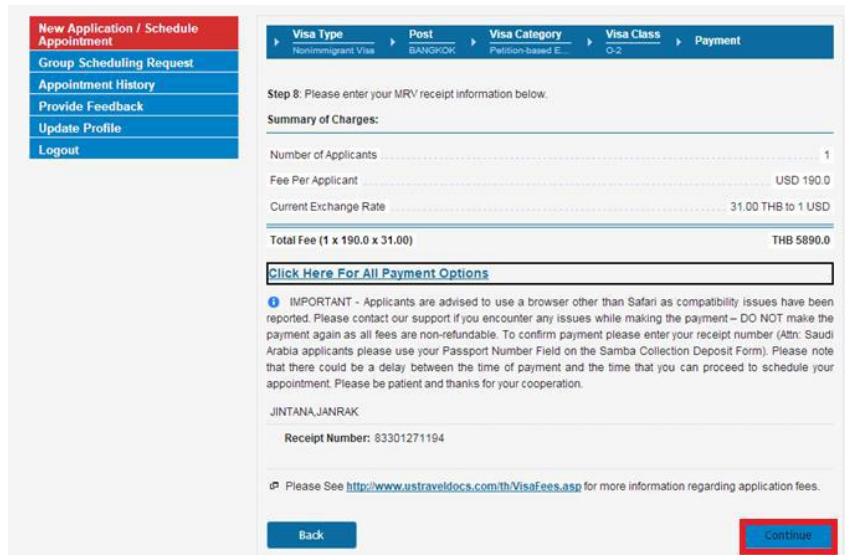 New Application / Schedule
Appointment
Group Scheduling Request
Appointment History
Provide Feedback
Update Profile
Logout
Visa Type
Nonimmigrant Visa
Post
BANGKOK
Visa Category
Petition-based E...
Visa Class
O-2
Payment
Step 8: Please enter your MRV receipt information below.
Summary of Charges:
Number of Applicants 1
Fee Per Applicant USD 190.0
Current Exchange Rate 31.00 THB to 1 USD
Total Fee (1 x 190.0 x 31.00) THB 5890.0
Click Here For All Payment Options
IMPORTANT - Applicants are advised to use a browser other than Safari as compatibility issues have been
reported. Please contact our support if you encounter any issues while making the payment – DO NOT make the
payment again as all fees are non-refundable. To confirm payment please enter your receipt number (Attn: Saudi
Arabia applicants please use your Passport Number Field on the Samba Collection Deposit Form). Please note
that there could be a delay between the time of payment and the time that you can proceed to schedule your
appointment. Please be patient and thanks for your cooperation.
JINTANA,JANRAK
Receipt Number: 83301271194
Please See http://www.ustraveldocs.com/th/VisaFees.asp for more information regarding application fees.
Back
Continue